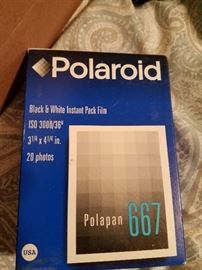 Polaroid
Black & White Instant Pack Film
ISO 3000/36°
3¼ x 4¼ in.
20 photos
Polapan 667
USA